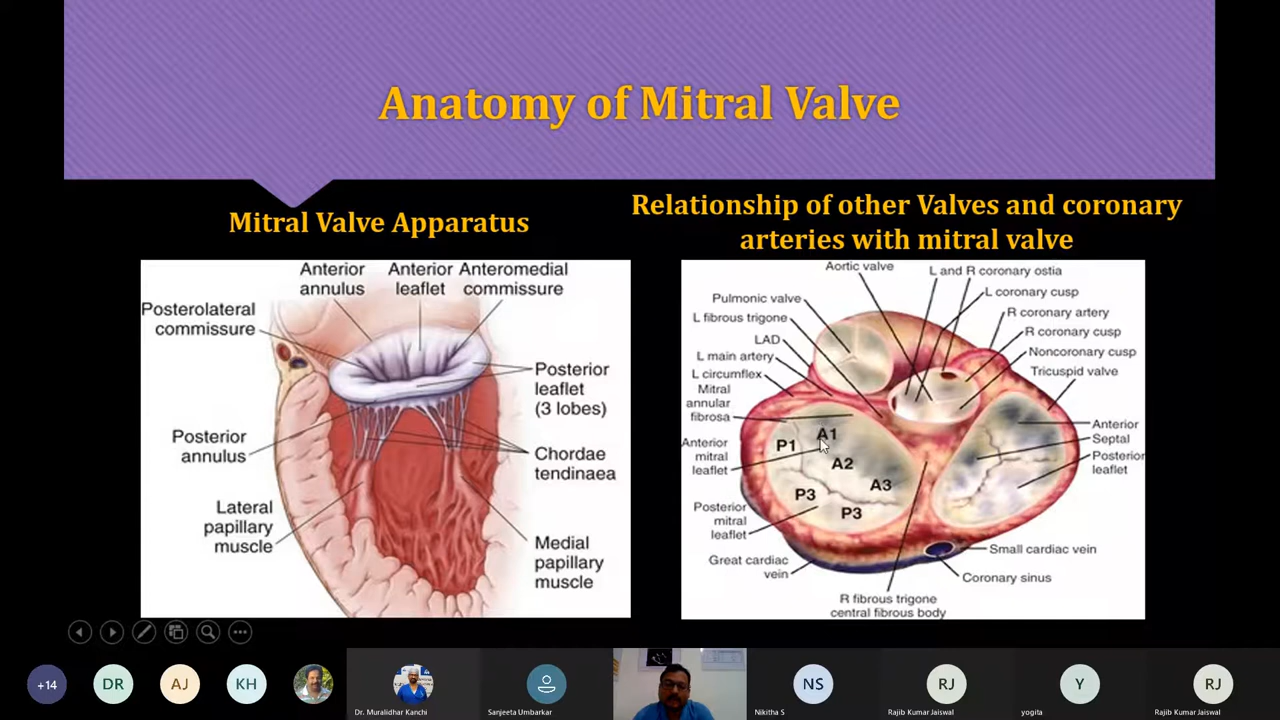 Anatomy of Mitral Valve
Mitral Valve Apparatus
Anterior
annulus
Anterior
leaflet
Anteromedial
commissure
Posterolateral
commissure
Posterior
leaflet
(3 lobes)
Posterior
annulus
Chordae
tendinaea
Lateral
papillary
muscle
Medial
papillary
muscle
Relationship of other Valves and coronary
arteries with mitral valve
Aortic valve
L and R coronary ostia
L coronary cusp
Pulmonic valve
R coronary artery
L fibrous trigone
R coronary cusp
LAD
Noncoronary cusp
L main artery
Tricuspid valve
L circumflex
Mitral
annular
fibrosa
Anterior
Septal
Posterior
leaflet
Anterior
mitral
leaflet
A1
P1
A2
A3
P3
P3
Posterior
mitral
leaflet
Great cardiac
vein
Small cardiac vein
Coronary sinus
R fibrous trigone
central fibrous body
+14
DR
AJ
KH
NS
RJ
Y
RJ
Dr. Muralidhar Kanchi
Sanjeeta Umbarkar
Nikitha S
Rajib Kumar Jaiswal
yogita
Rajib Kumar Jaiswal